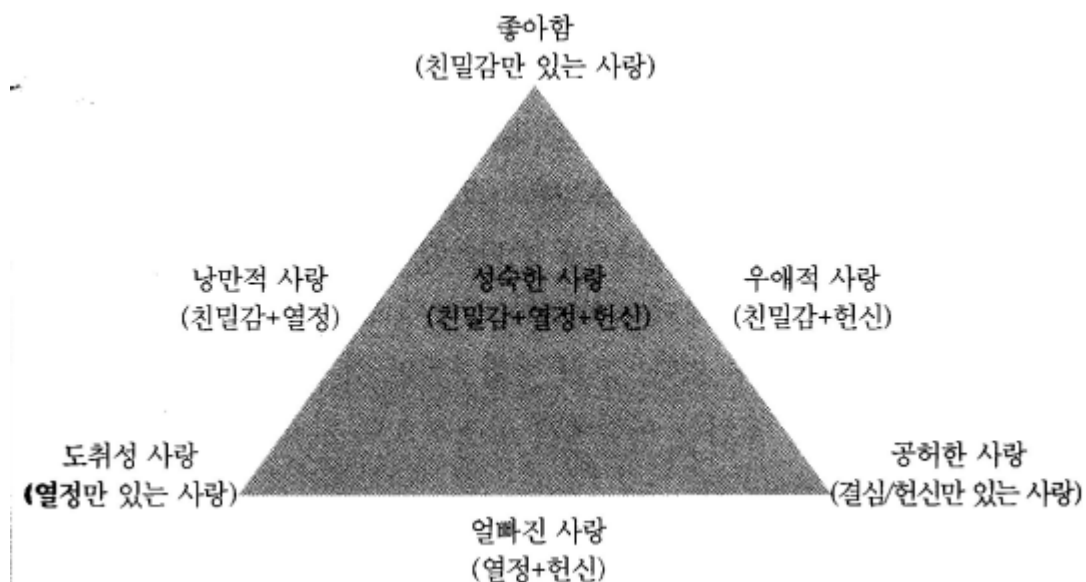 좋아함
(친밀감만 있는 사랑)
낭만적 사랑
(친밀감+열정)
성숙한 사랑
(친밀감+열정+헌신)
우애적 사랑
(친밀감+헌신)
도취성 사랑
(열정만 있는 사랑)
공허한 사랑
(결심/헌신만 있는 사랑)
얼빠진 사랑
(열정+헌신)